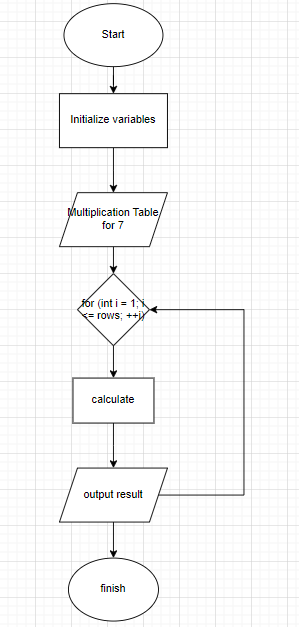 Start
Initialize variables
Multiplication Table
for 7
for (int i = 1; i
<= rows; ++i)
calculate
output result
finish